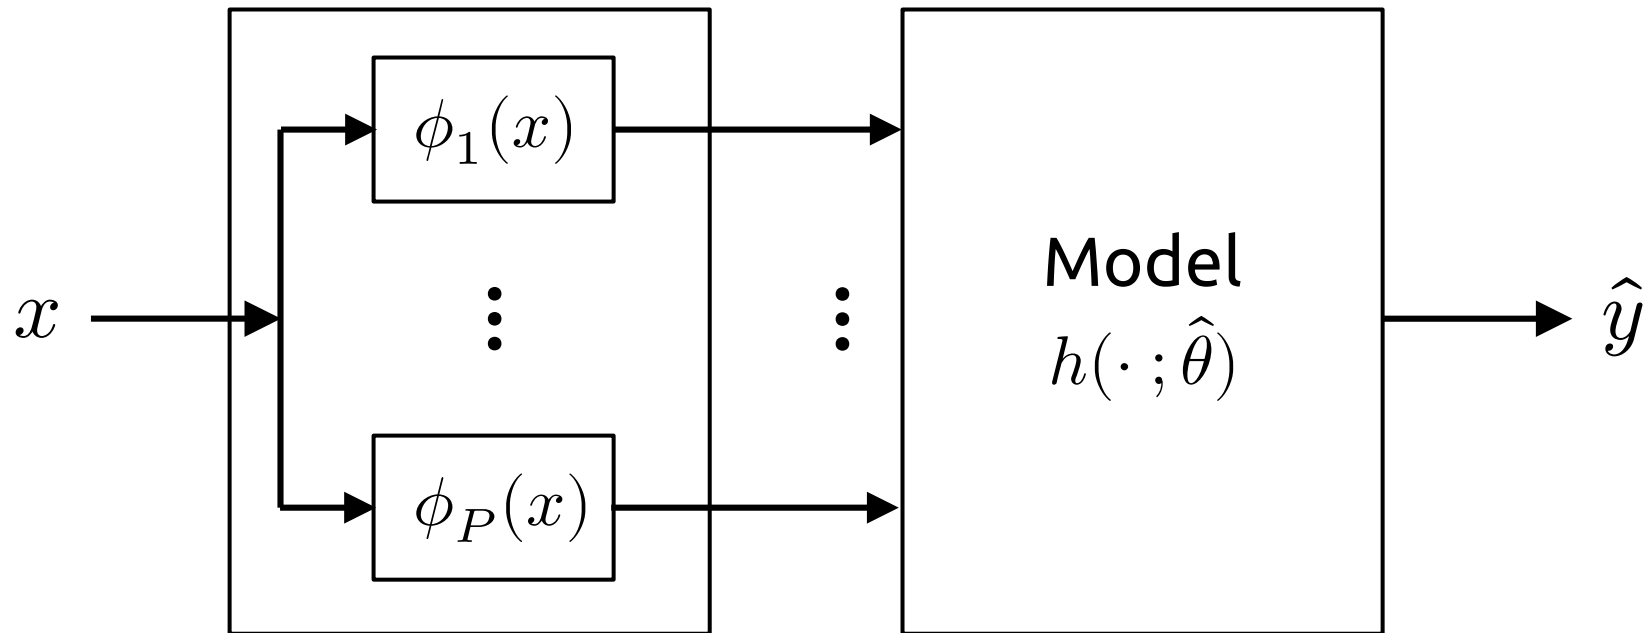 x
ϕ₁(x)
ϕ_P(x)
Model
h(· ; θ̂)
ŷ